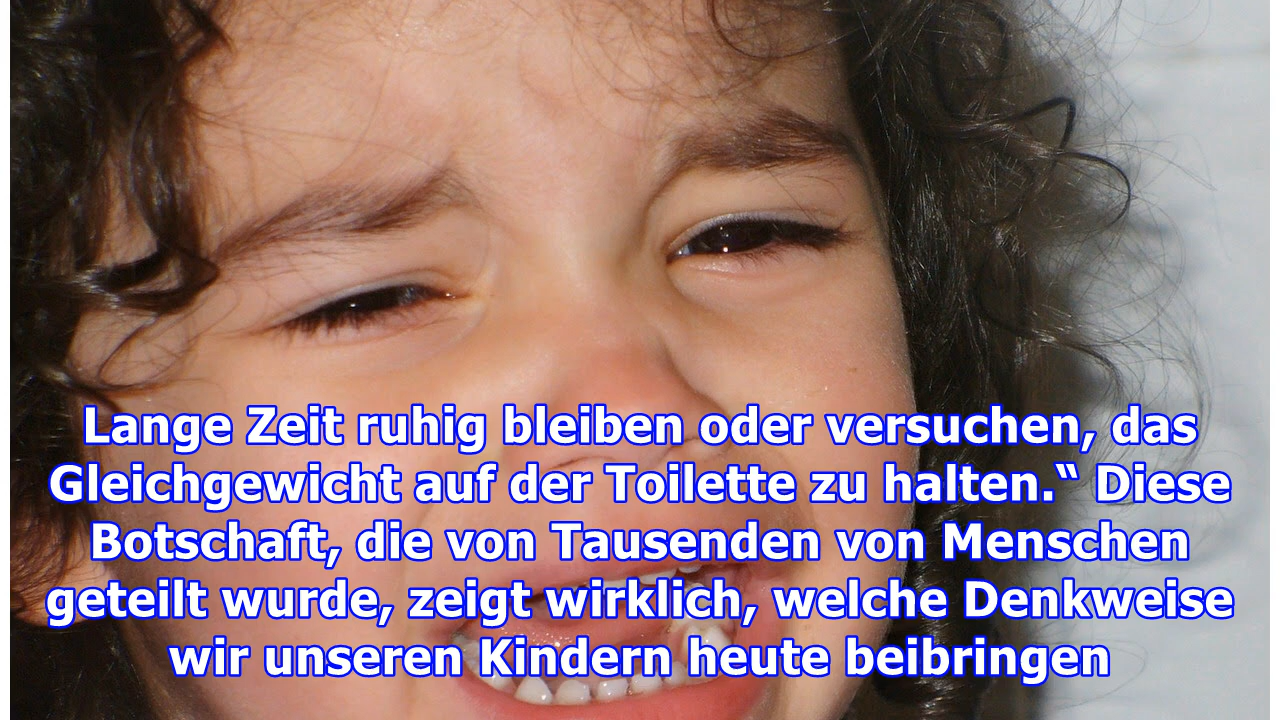 Lange Zeit ruhig bleiben oder versuchen, das
Gleichgewicht auf der Toilette zu halten.“ Diese
Botschaft, die von Tausenden von Menschen
geteilt wurde, zeigt wirklich, welche Denkweise
wir unseren Kindern heute beibringen